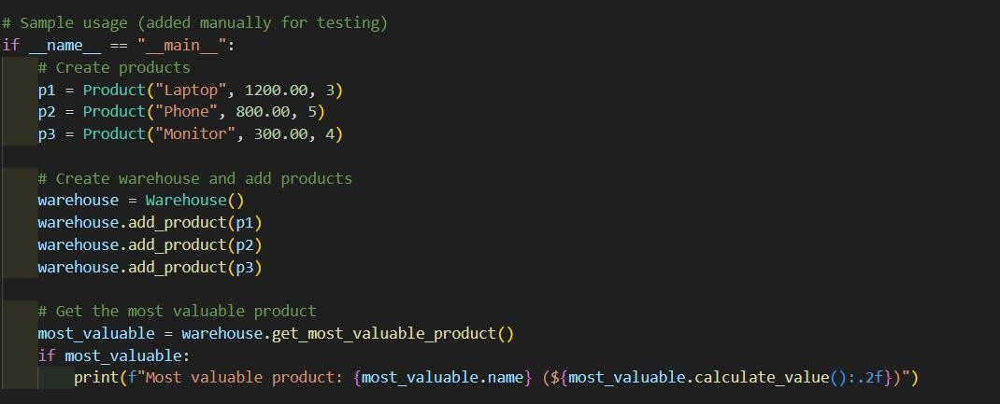 # Sample usage (added manually for testing)
if __name__ == "__main__":
    # Create products
    p1 = Product("Laptop", 1200.00, 3)
    p2 = Product("Phone", 800.00, 5)
    p3 = Product("Monitor", 300.00, 4)

    # Create warehouse and add products
    warehouse = Warehouse()
    warehouse.add_product(p1)
    warehouse.add_product(p2)
    warehouse.add_product(p3)

    # Get the most valuable product
    most_valuable = warehouse.get_most_valuable_product()
    if most_valuable:
        print(f"Most valuable product: {most_valuable.name} (${most_valuable.calculate_value():.2f})")